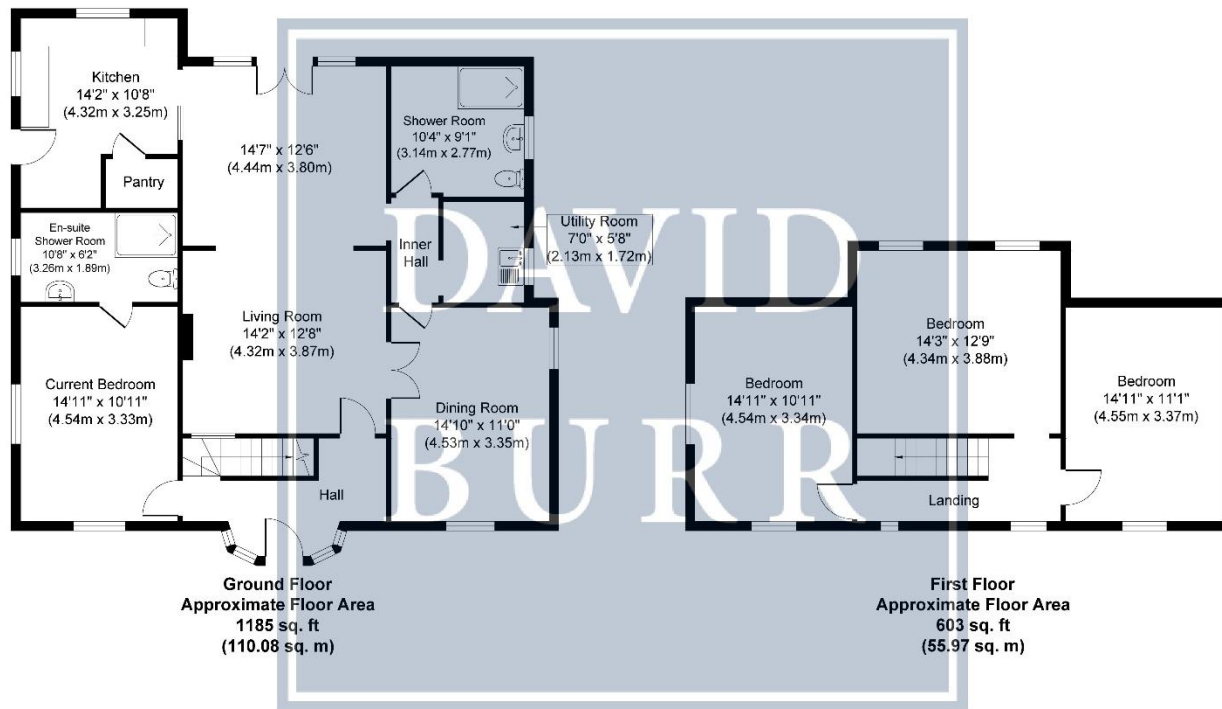 Kitchen
14'2" x 10'8"
(4.32m x 3.25m)
Pantry
14'7" x 12'6"
(4.44m x 3.80m)
Shower Room
10'4" x 9'1"
(3.14m x 2.77m)
En-suite
Shower Room
10'8" x 6'2"
(3.26m x 1.89m)
Inner
Hall
Utility Room
7'0" x 5'8"
(2.13m x 1.72m)
Living Room
14'2" x 12'8"
(4.32m x 3.87m)
Current Bedroom
14'11" x 10'11"
(4.54m x 3.33m)
Dining Room
14'10" x 11'0"
(4.53m x 3.35m)
Hall
Bedroom
14'11" x 10'11"
(4.54m x 3.34m)
Bedroom
14'3" x 12'9"
(4.34m x 3.88m)
Bedroom
14'11" x 11'1"
(4.55m x 3.37m)
Landing
DAVID
BURR
Ground Floor
Approximate Floor Area
1185 sq. ft
(110.08 sq. m)
First Floor
Approximate Floor Area
603 sq. ft
(55.97 sq. m)